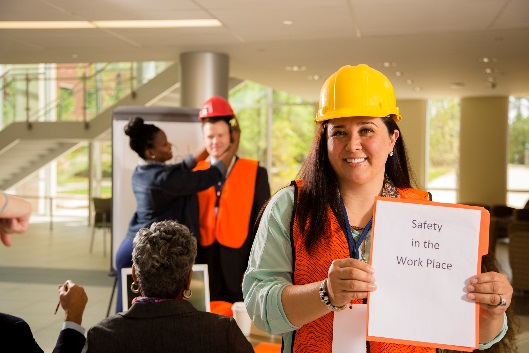 Safety
in the
Work Place